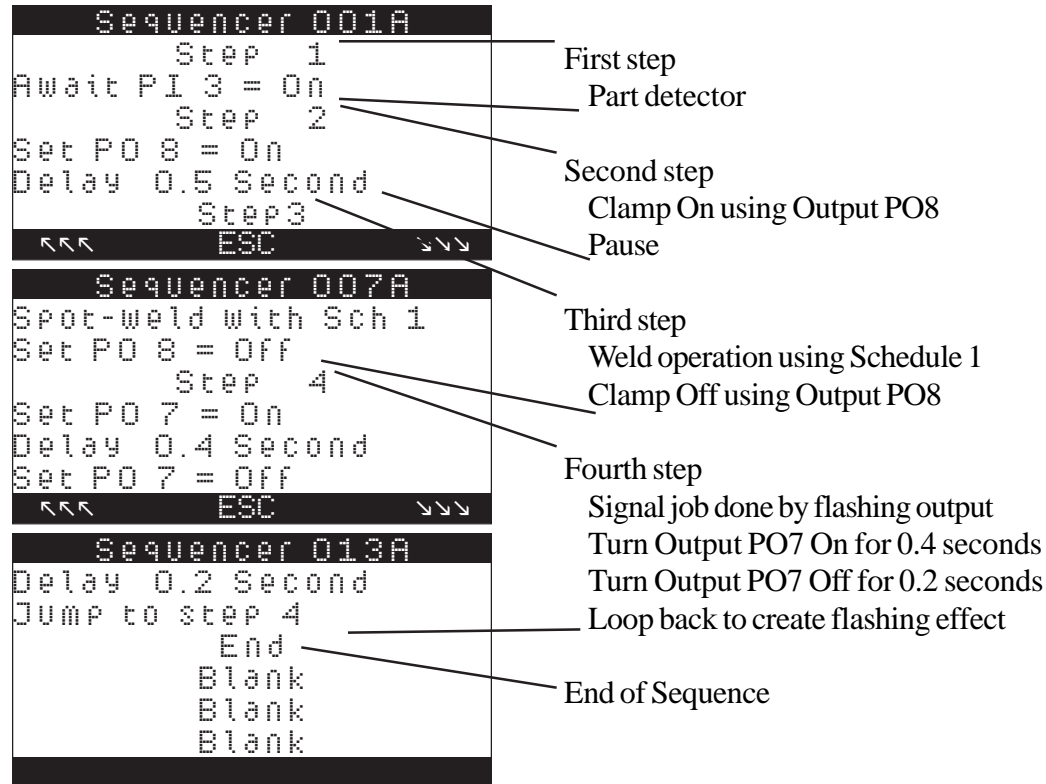 Sequencer 001A
Step 1
Await PI 3 = On
Step 2
Set PO 8 = On
Delay 0.5 Second
Step3
↖↖↖ ESC ↘↘↘
Sequencer 007A
Spot-weld with Sch 1
Set PO 8 = Off
Step 4
Set PO 7 = On
Delay 0.4 Second
Set PO 7 = Off
↖↖↖ ESC ↘↘↘
Sequencer 013A
Delay 0.2 Second
Jump to step 4
End
Blank
Blank
Blank
First step
Part detector
Second step
Clamp On using Output PO8
Pause
Third step
Weld operation using Schedule 1
Clamp Off using Output PO8
Fourth step
Signal job done by flashing output
Turn Output PO7 On for 0.4 seconds
Turn Output PO7 Off for 0.2 seconds
Loop back to create flashing effect
End of Sequence